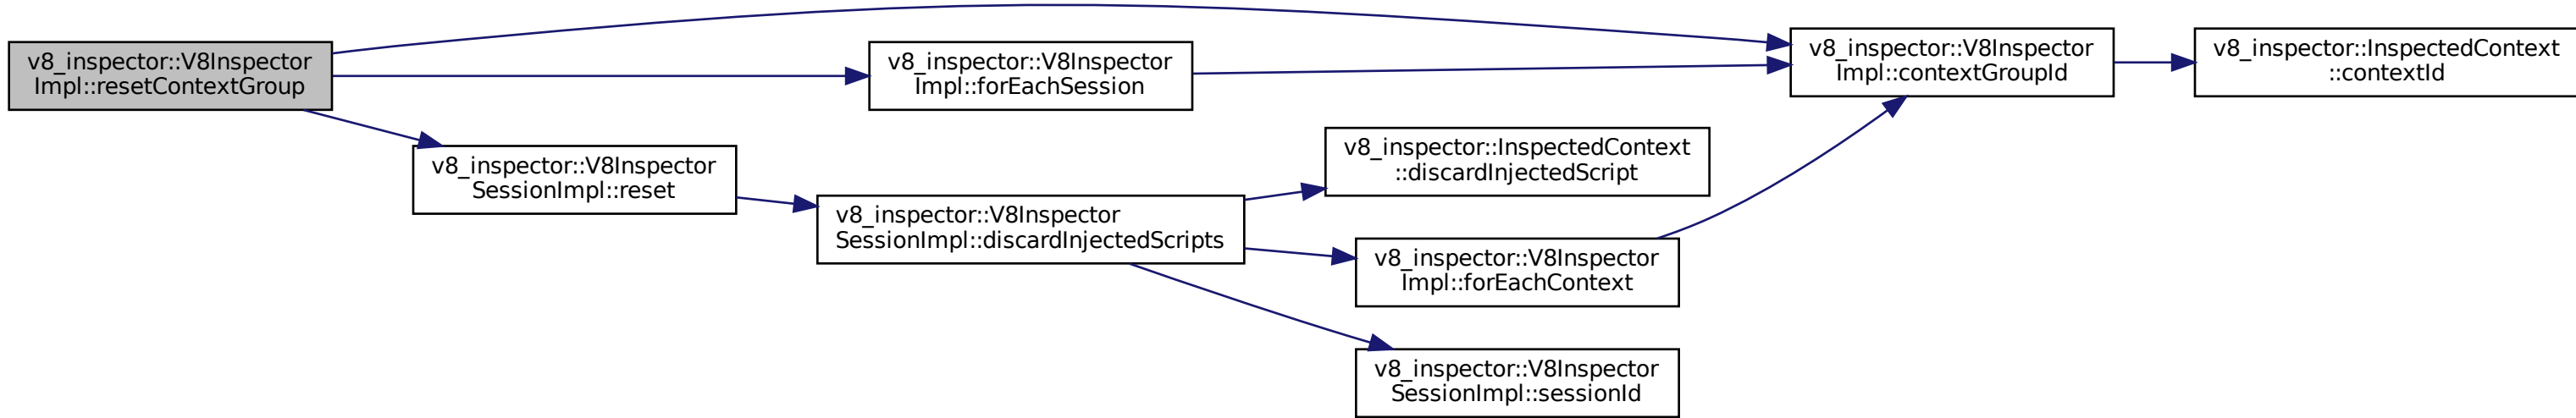 v8_inspector::V8Inspector
Impl::resetContextGroup
v8_inspector::V8Inspector
SessionImpl::reset
v8_inspector::V8Inspector
Impl::forEachSession
v8_inspector::V8Inspector
SessionImpl::discardInjectedScripts
v8_inspector::InspectedContext
::discardInjectedScript
v8_inspector::V8Inspector
Impl::forEachContext
v8_inspector::V8Inspector
SessionImpl::sessionId
v8_inspector::V8Inspector
Impl::contextGroupId
v8_inspector::InspectedContext
::contextId